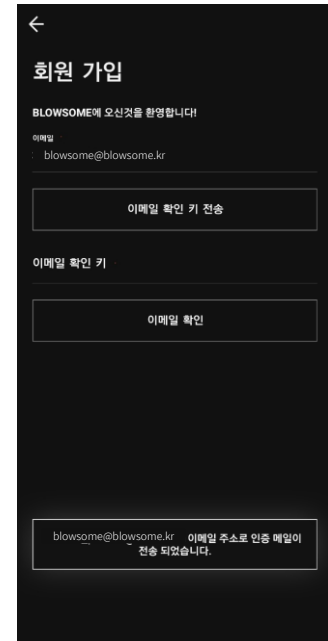 회원 가입
BLOWSOME에 오신것을 환영합니다!
이메일
blowsome@blowsome.kr
이메일 확인 키 전송
이메일 확인 키
이메일 확인
blowsome@blowsome.kr 이메일 주소로 인증 메일이
전송 되었습니다.